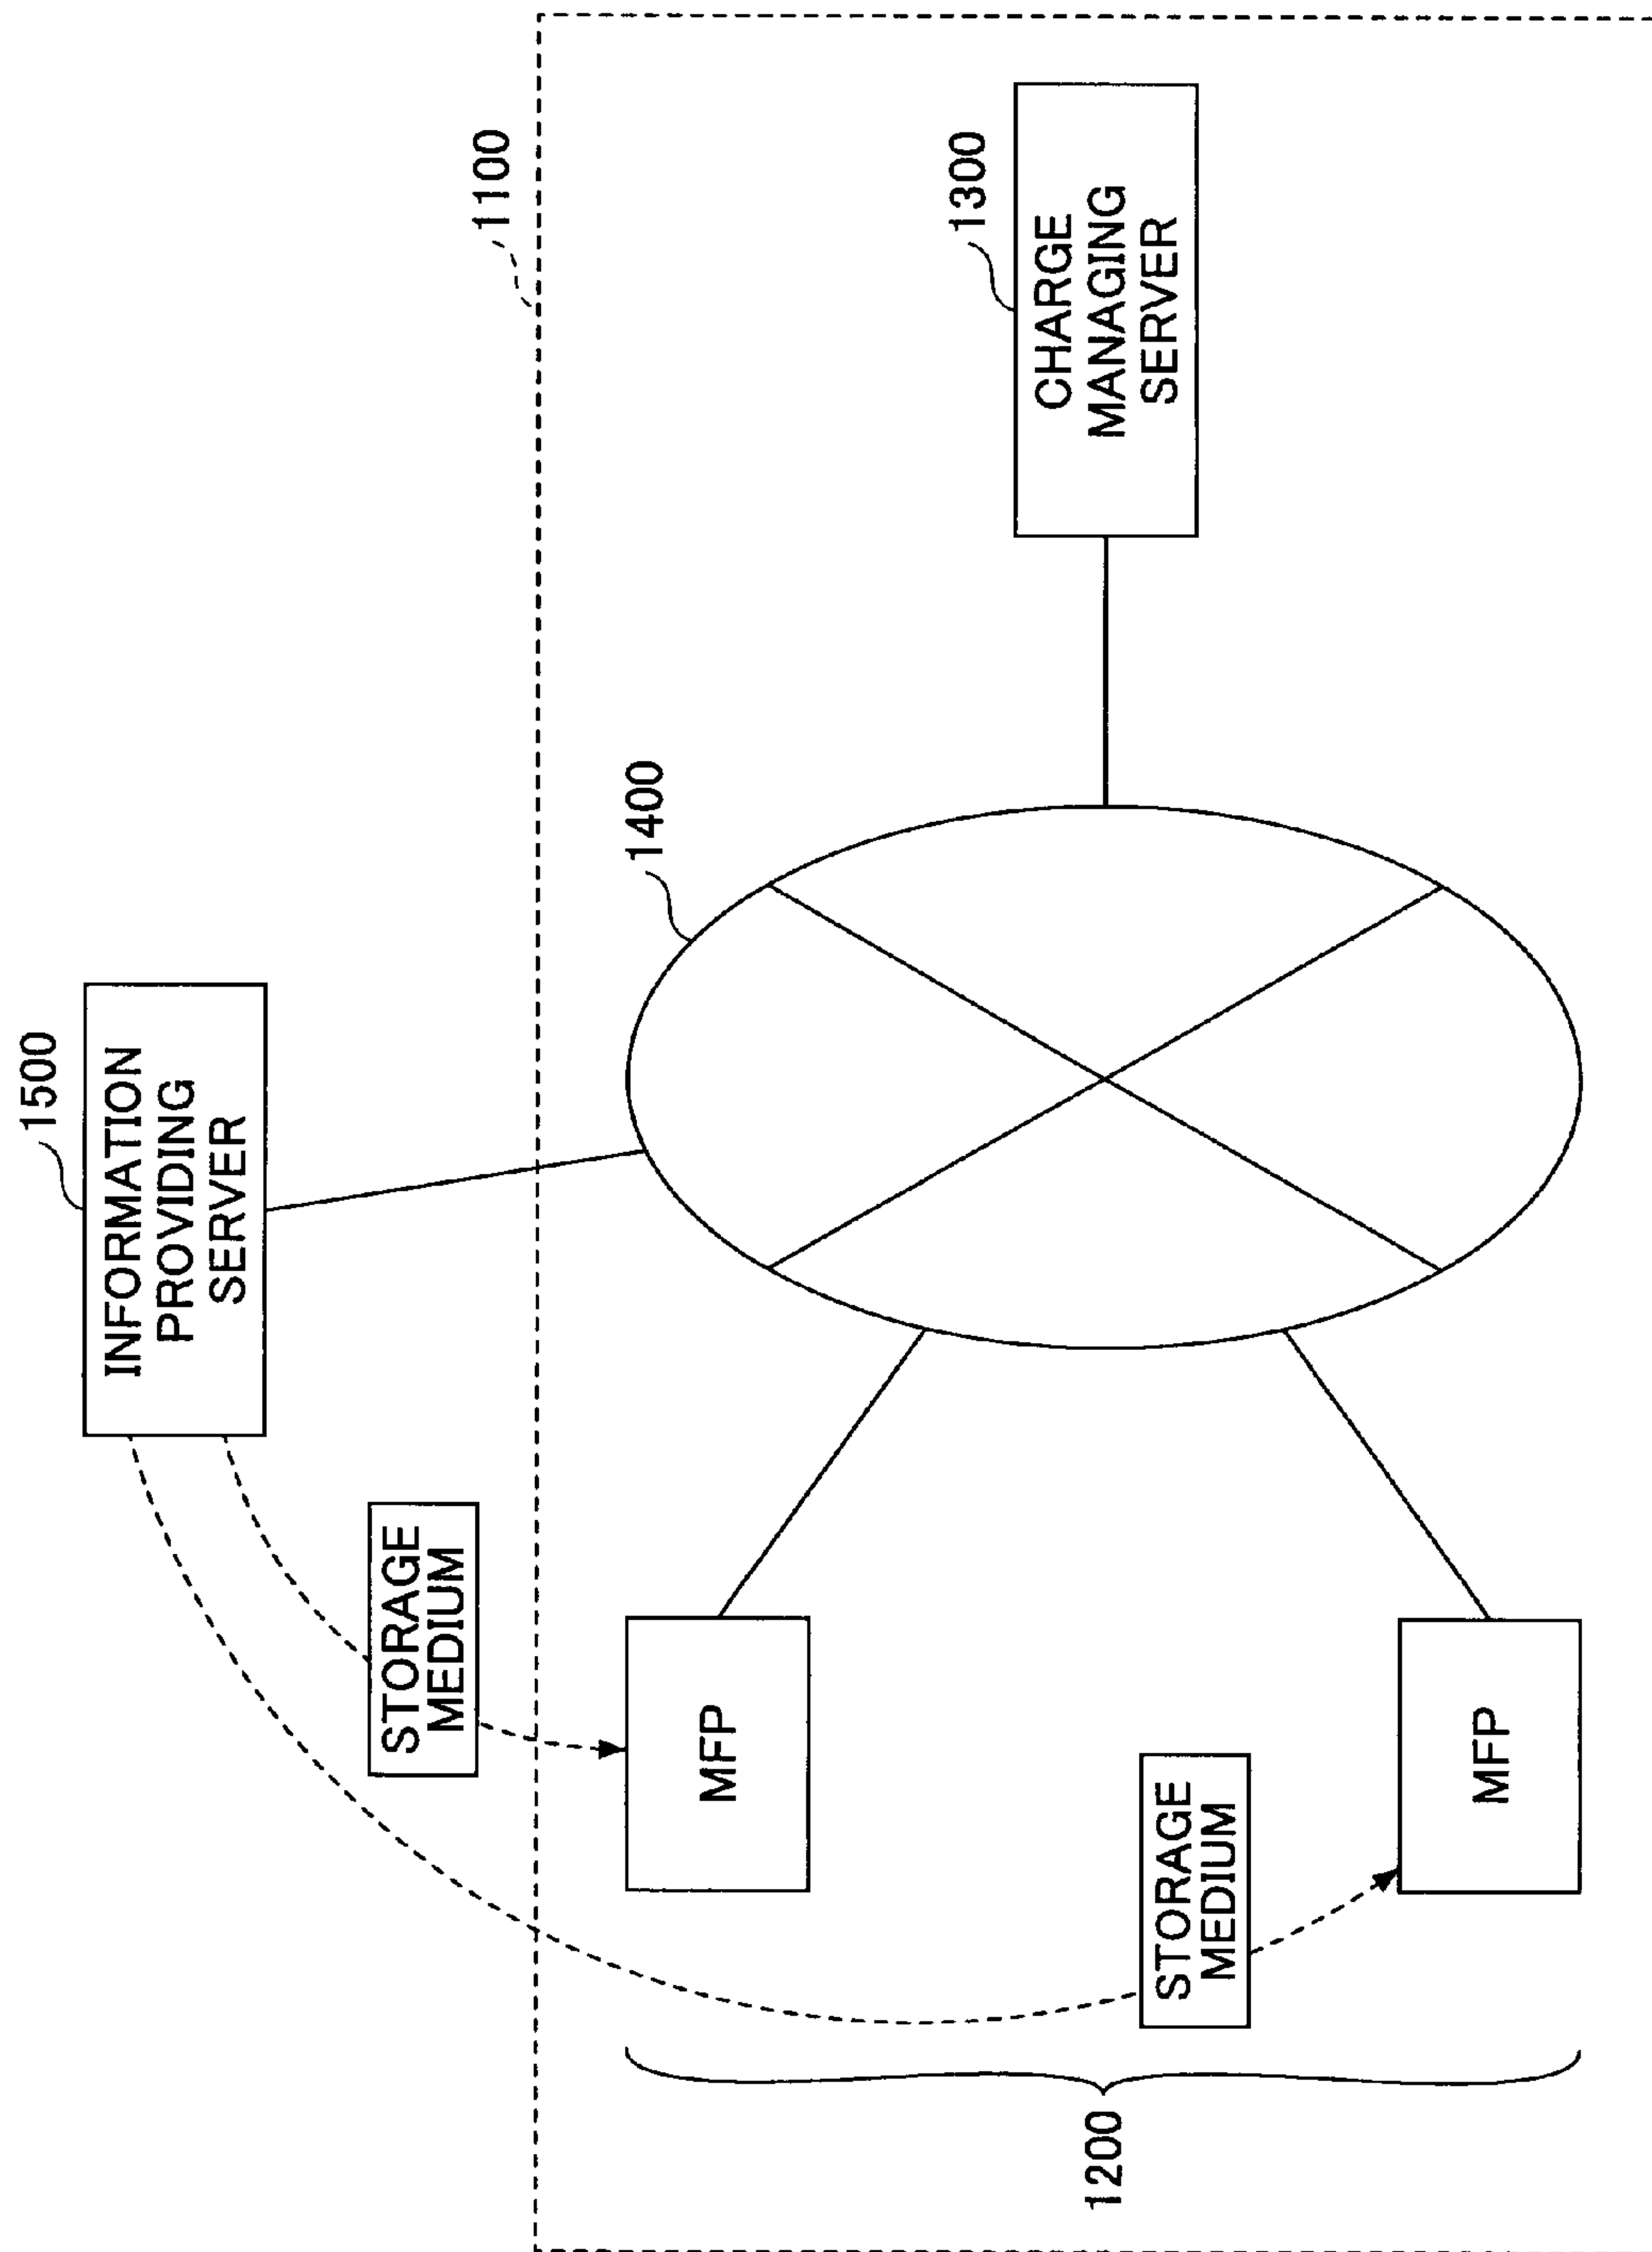 1500
INFORMATION
PROVIDING
SERVER
1100
STORAGE
MEDIUM
1400
1300
CHARGE
MANAGING
SERVER
MFP
STORAGE
MEDIUM
MFP
1200